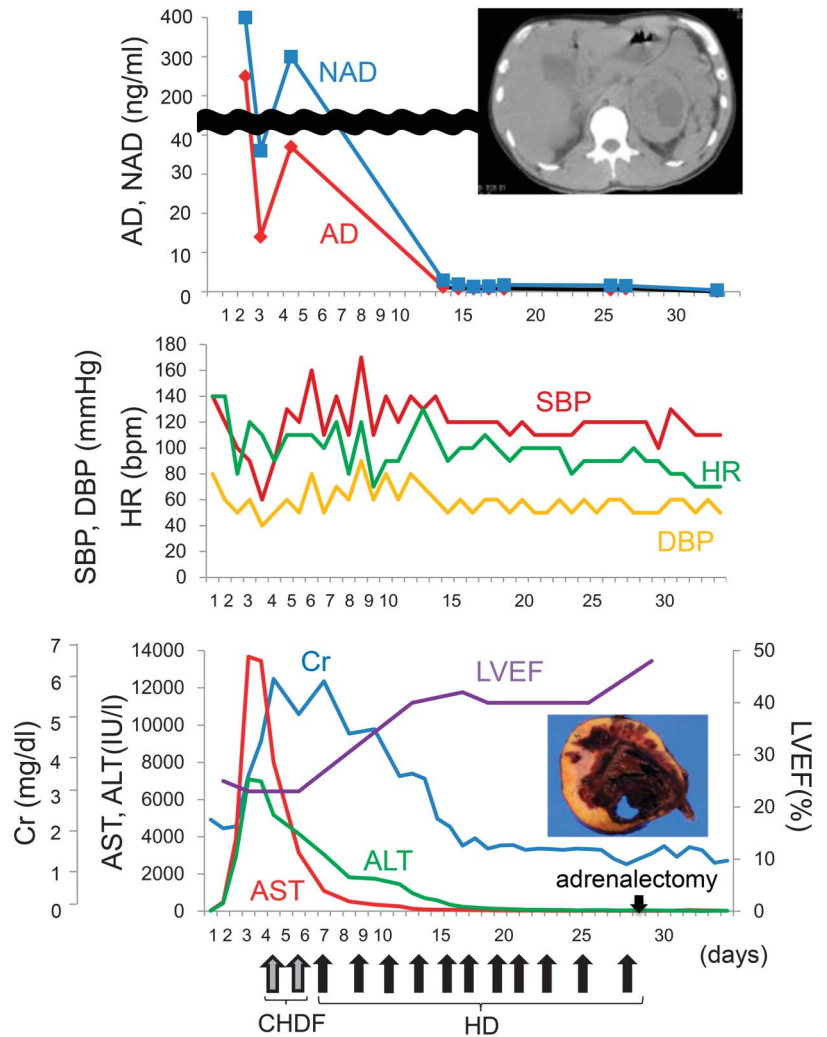 AD, NAD (ng/ml)
400
300
200
40
30
20
10
0
NAD
AD
1 2 3 4 5 6 7 8 9 10 15 20 25 30
SBP, DBP (mmHg)
HR (bpm)
180
160
140
120
100
80
60
40
20
0
SBP
HR
DBP
1 2 3 4 5 6 7 8 9 10 15 20 25 30
Cr (mg/dl)
7
6
5
4
3
2
1
0
AST, ALT(IU/l)
14000
12000
10000
8000
6000
4000
2000
0
Cr
LVEF
AST
ALT
adrenalectomy
LVEF(%)
50
40
30
20
10
0
1 2 3 4 5 6 7 8 9 10 15 20 25 30
(days)
CHDF
HD